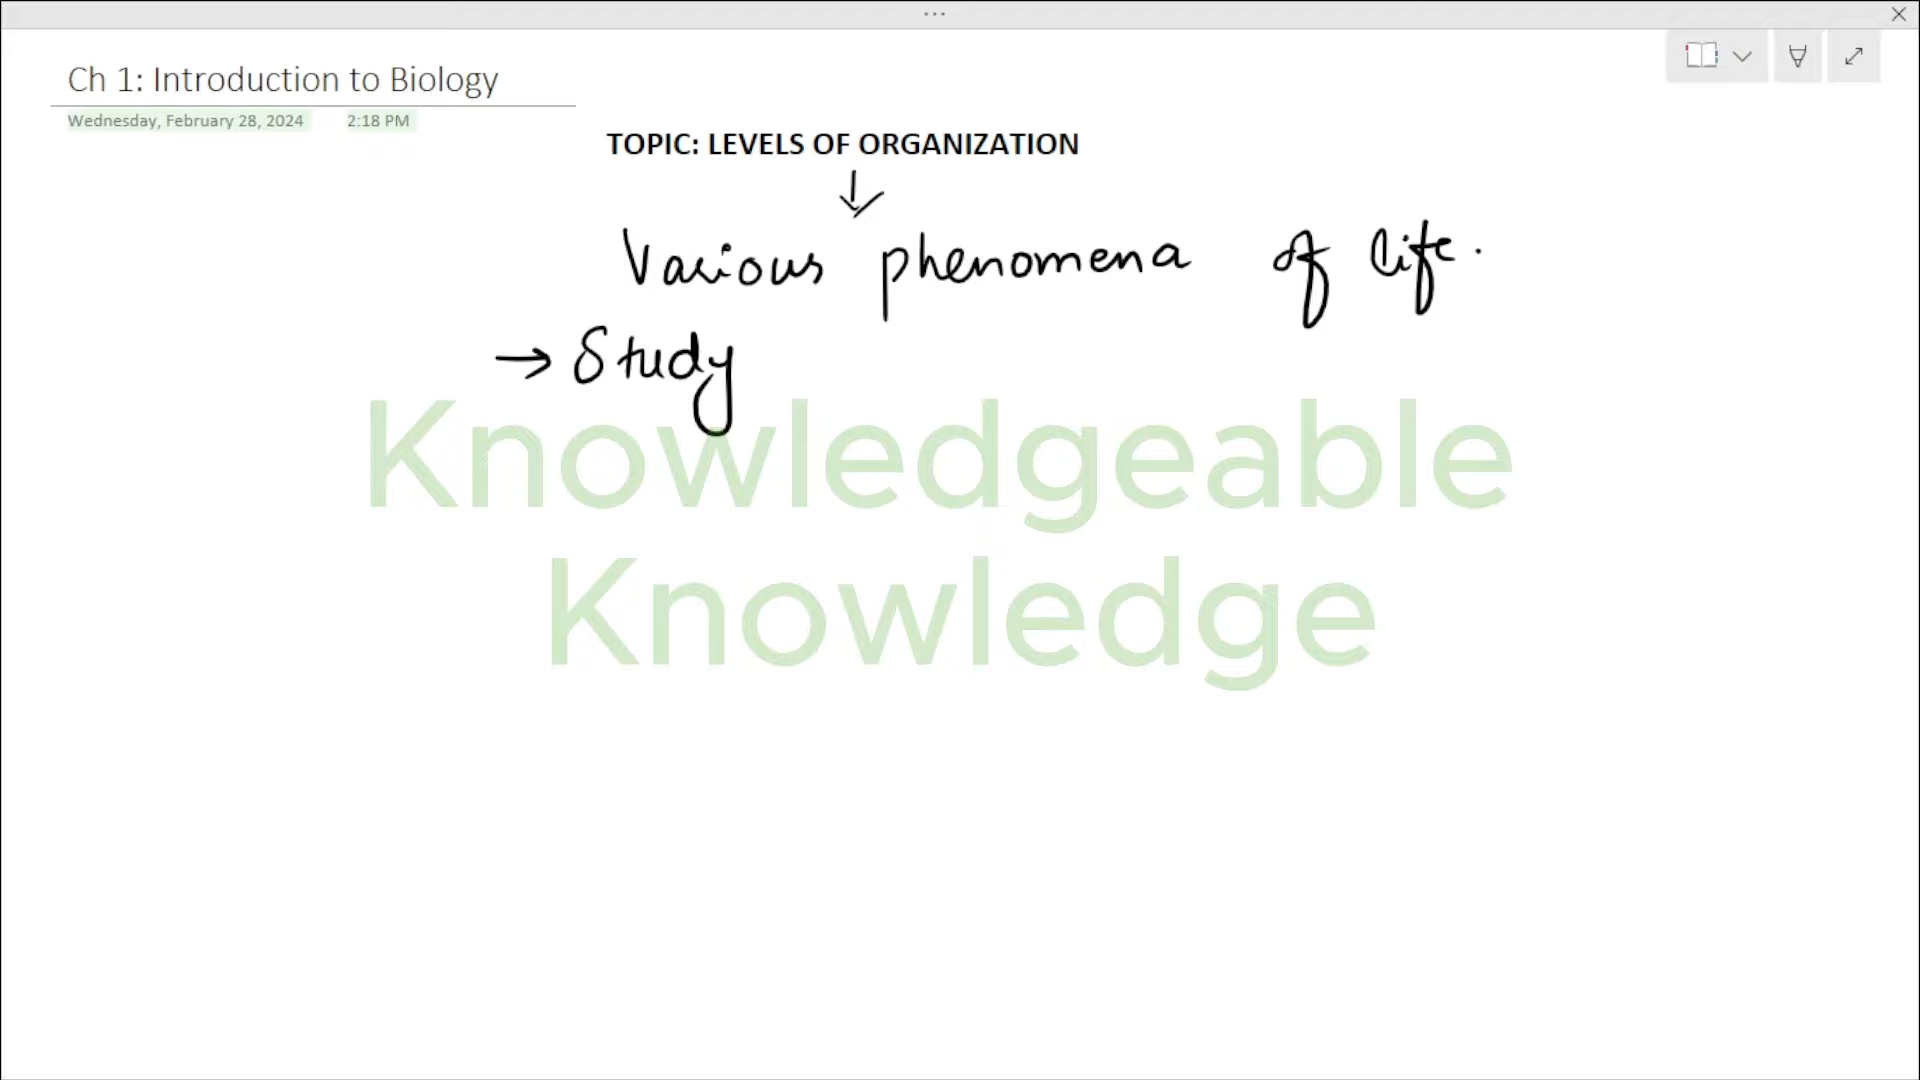 Ch 1: Introduction to Biology
Wednesday, February 28, 2024 2:18 PM
TOPIC: LEVELS OF ORGANIZATION
↓
Various phenomena of life.
→ Study
Knowledgeable
Knowledge